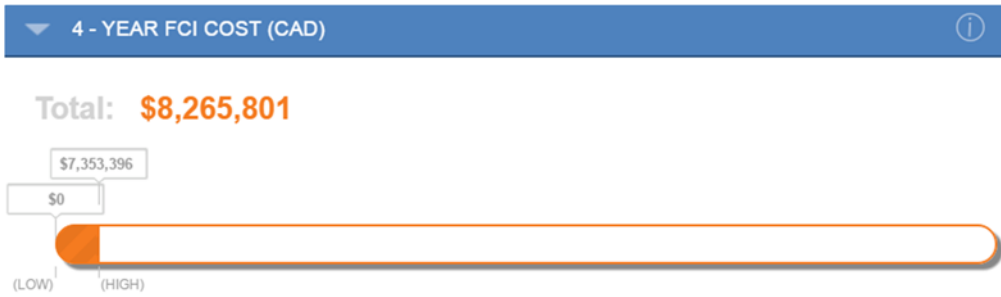 4 - YEAR FCI COST (CAD)
Total: $8,265,801
$7,353,396
$0
(LOW) (HIGH)